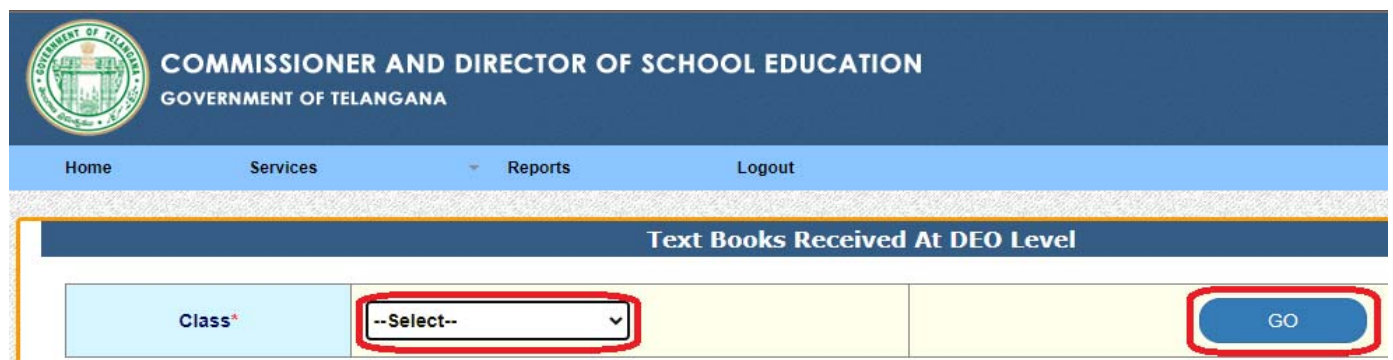 COMMISSIONER AND DIRECTOR OF SCHOOL EDUCATION
GOVERNMENT OF TELANGANA
Home Services Reports Logout
Text Books Received At DEO Level
Class* --Select-- GO